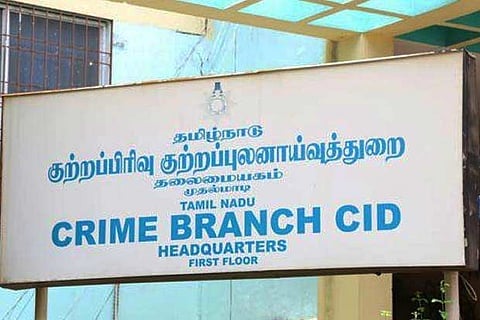 தமிழ்நாடு
குற்றப்பிரிவு குற்றப்புலனாய்வுத்துறை
தலைமையகம்
முதல்மாடி
TAMIL NADU
CRIME BRANCH CID
HEADQUARTERS
FIRST FLOOR